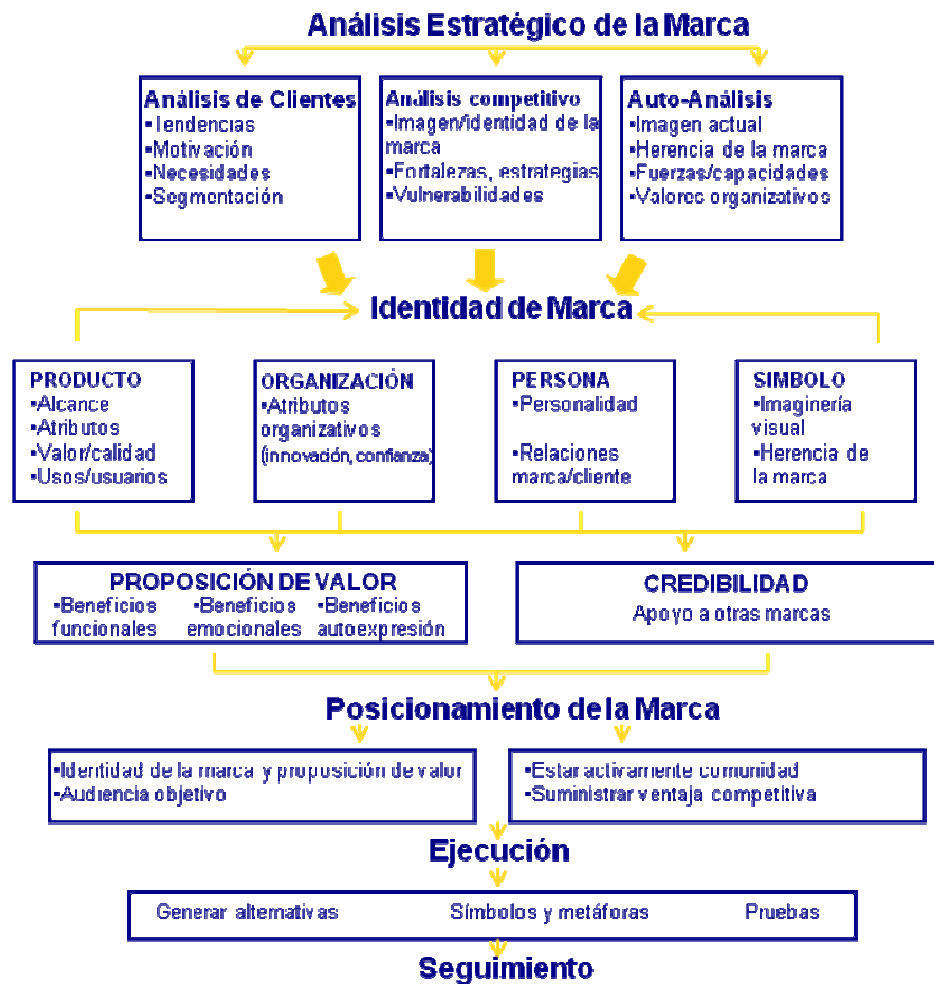 Análisis Estratégico de la Marca
Análisis de Clientes
▪Tendencias
▪Motivación
▪Necesidades
▪Segmentación
Análisis competitivo
▪Imagen/identidad de la
marca
▪Fortalezas, estrategias
▪Vulnerabilidades
Auto-Análisis
▪Imagen actual
▪Herencia de la marca
▪Fuerzas/capacidades
▪Valores organizativos
Identidad de Marca
PRODUCTO
▪Alcance
▪Atributos
▪Valor/calidad
▪Usos/usuarios
ORGANIZACIÓN
▪Atributos
organizativos
(innovación, confianza)
PERSONA
▪Personalidad
▪Relaciones
marca/cliente
SIMBOLO
▪Imaginería
visual
▪Herencia de
la marca
PROPOSICIÓN DE VALOR
▪Beneficios
funcionales
▪Beneficios
emocionales
▪Beneficios
autoexpresión
CREDIBILIDAD
Apoyo a otras marcas
Posicionamiento de la Marca
▪Identidad de la marca y proposición de valor
▪Audiencia objetivo
▪Estar activamente comunidad
▪Suministrar ventaja competitiva
Ejecución
Generar alternativas
Símbolos y metáforas
Pruebas
Seguimiento